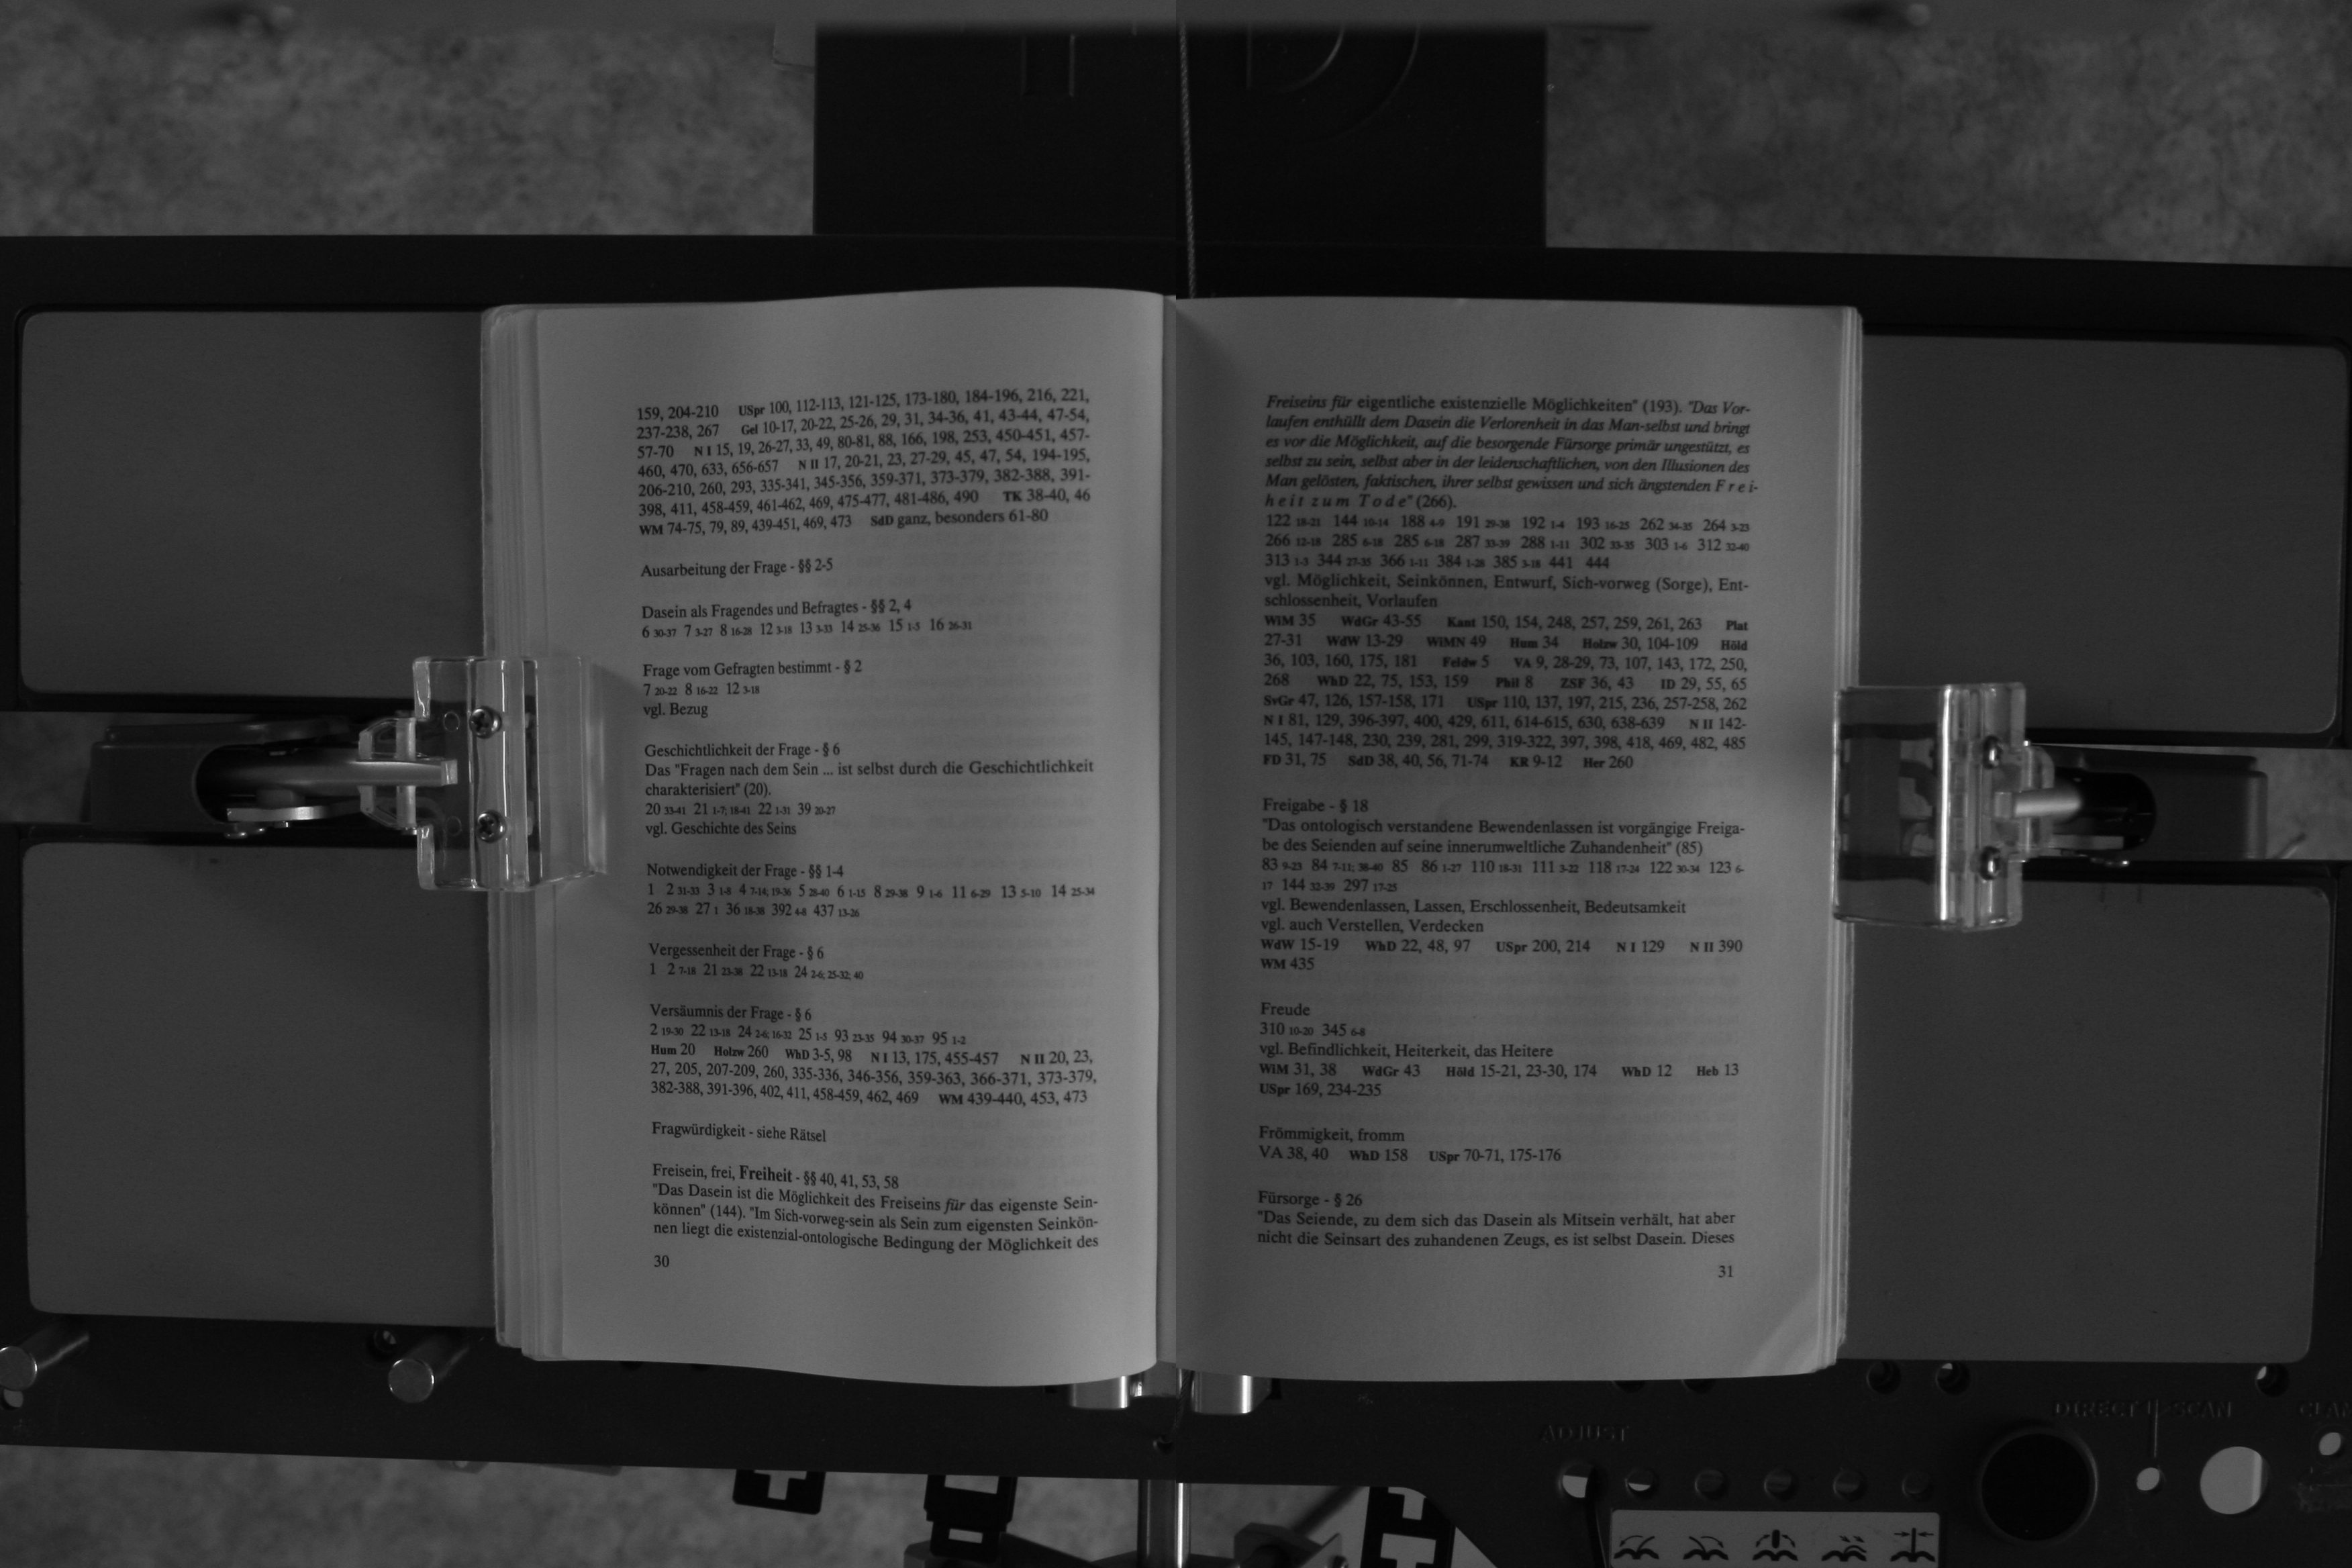 159, 204-210 USpr 100, 112-113, 121-125, 173-180, 184-196, 216, 221,
237-238, 267 Gel 10-17, 20-22, 25-26, 29, 31, 34-36, 41, 43-44, 47-54,
57-70 N I 15, 19, 26-27, 33, 49, 80-81, 88, 166, 198, 253, 450-451, 457-
460, 470, 633, 656-657 N II 17, 20-21, 23, 27-29, 45, 47, 54, 194-195,
206-210, 260, 293, 335-341, 345-356, 359-371, 373-379, 382-388, 391-
398, 411, 458-459, 461-462, 469, 475-477, 481-486, 490 TK 38-40, 46
WM 74-75, 79, 89, 439-451, 469, 473 SdD ganz, besonders 61-80
Ausarbeitung der Frage - §§ 2-5
Dasein als Fragendes und Befragtes - §§ 2, 4
6 30-37 7 3-27 8 16-28 12 3-18 13 3-33 14 25-36 15 1-5 16 26-31
Frage vom Gefragten bestimmt - § 2
7 20-22 8 16-22 12 3-18
vgl. Bezug
Geschichtlichkeit der Frage - § 6
Das "Fragen nach dem Sein ... ist selbst durch die Geschichtlichkeit
charakterisiert" (20).
20 33-41 21 1-7; 18-41 22 1-31 39 20-27
vgl. Geschichte des Seins
Notwendigkeit der Frage - §§ 1-4
1 2 31-33 3 1-8 4 7-14; 19-36 5 28-40 6 1-15 8 29-38 9 1-6 11 6-29 13 5-10 14 25-34
26 29-38 27 1 36 18-38 392 4-8 437 13-26
Vergessenheit der Frage - § 6
1 2 7-18 21 23-38 22 13-18 24 2-6; 25-32; 40
Versäumnis der Frage - § 6
2 19-30 22 13-18 24 2-6; 16-32 25 1-5 93 23-35 94 30-37 95 1-2
Hum 20 Holzw 260 WhD 3-5, 98 N I 13, 175, 455-457 N II 20, 23,
27, 205, 207-209, 260, 335-336, 346-356, 359-363, 366-371, 373-379,
382-388, 391-396, 402, 411, 458-459, 462, 469 WM 439-440, 453, 473
Fragwürdigkeit - siehe Rätsel
Freisein, frei, Freiheit - §§ 40, 41, 53, 58
"Das Dasein ist die Möglichkeit des Freiseins für das eigenste Sein-
können" (144). "Im Sich-vorweg-sein als Sein zum eigensten Seinkön-
nen liegt die existenzial-ontologische Bedingung der Möglichkeit des
30
Freiseins für eigentliche existenzielle Möglichkeiten" (193). "Das Vor-
laufen enthüllt dem Dasein die Verlorenheit in das Man-selbst und bringt
es vor die Möglichkeit, auf die besorgende Fürsorge primär ungestützt, es
selbst zu sein, selbst aber in der leidenschaftlichen, von den Illusionen des
Man gelösten, faktischen, ihrer selbst gewissen und sich ängstenden Frei-
heit zum Tode" (266).
122 18-21 144 10-14 188 4-9 191 29-38 192 1-4 193 16-25 262 34-35 264 3-23
266 12-18 285 6-18 285 6-18 287 33-39 288 1-11 302 33-35 303 1-6 312 32-40
313 1-3 344 27-35 366 1-11 384 1-28 385 3-18 441 444
vgl. Möglichkeit, Seinkönnen, Entwurf, Sich-vorweg (Sorge), Ent-
schlossenheit, Vorlaufen
WiM 35 WdGr 43-55 Kant 150, 154, 248, 257, 259, 261, 263 Plat
27-31 WdW 13-29 WiMN 49 Hum 34 Holzw 30, 104-109 Höld
36, 103, 160, 175, 181 Feldw 5 VA 9, 28-29, 73, 107, 143, 172, 250,
268 WhD 22, 75, 153, 159 Phil 8 ZSF 36, 43 ID 29, 55, 65
SvGr 47, 126, 157-158, 171 USpr 110, 137, 197, 215, 236, 257-258, 262
N I 81, 129, 396-397, 400, 429, 611, 614-615, 630, 638-639 N II 142-
145, 147-148, 230, 239, 281, 299, 319-322, 397, 398, 418, 469, 482, 485
FD 31, 75 SdD 38, 40, 56, 71-74 KR 9-12 Her 260
Freigabe - § 18
"Das ontologisch verstandene Bewendenlassen ist vorgängige Freiga-
be des Seienden auf seine innerumweltliche Zuhandenheit" (85)
83 9-23 84 7-11; 38-40 85 86 1-27 110 18-31 111 3-22 118 17-24 122 30-34 123 6-
17 144 32-39 297 17-25
vgl. Bewendenlassen, Lassen, Erschlossenheit, Bedeutsamkeit
vgl. auch Verstellen, Verdecken
WdW 15-19 WhD 22, 48, 97 USpr 200, 214 N I 129 N II 390
WM 435
Freude
310 10-20 345 6-8
vgl. Befindlichkeit, Heiterkeit, das Heitere
WiM 31, 38 WdGr 43 Höld 15-21, 23-30, 174 WhD 12 Heb 13
USpr 169, 234-235
Frömmigkeit, fromm
VA 38, 40 WhD 158 USpr 70-71, 175-176
Fürsorge - § 26
"Das Seiende, zu dem sich das Dasein als Mitsein verhält, hat aber
nicht die Seinsart des zuhandenen Zeugs, es ist selbst Dasein. Dieses
31
DIRECT SCAN
ADJUST